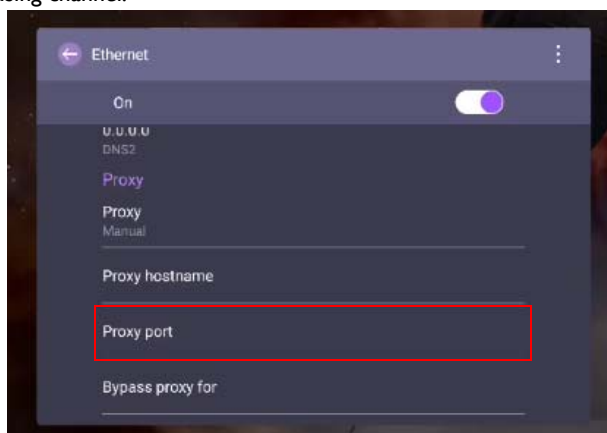 Ethernet
On
0.0.0.0
DNS2
Proxy
Proxy
Manual
Proxy hostname
Proxy port
Bypass proxy for